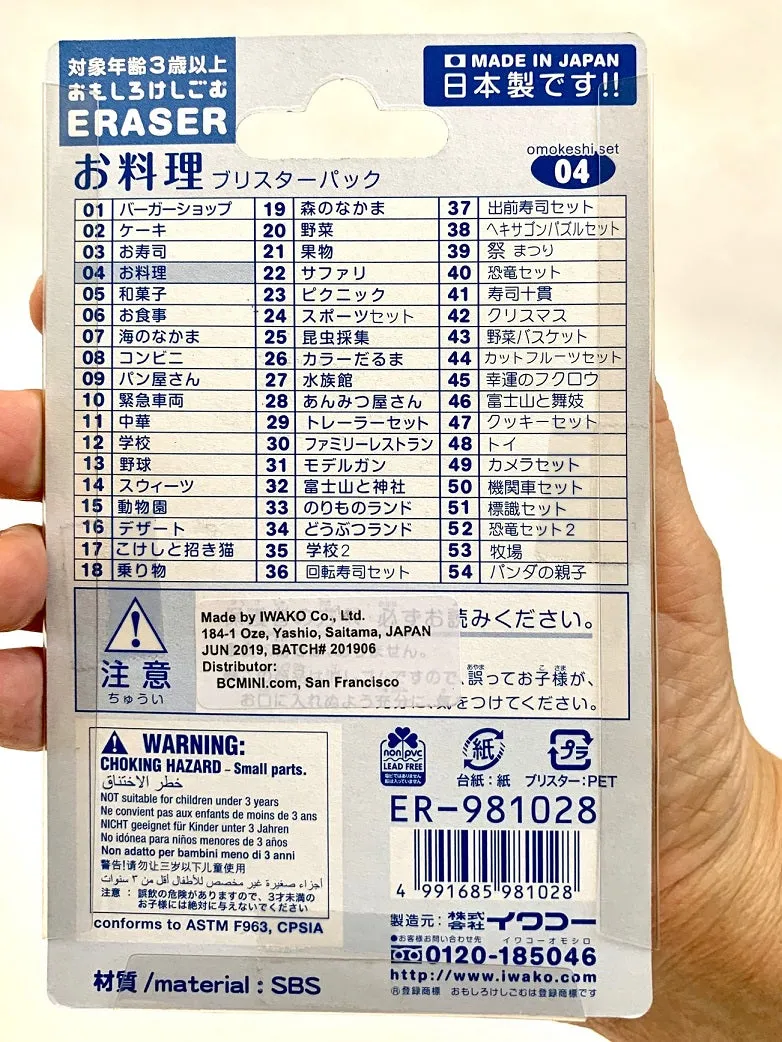 対象年齢3歳以上
おもしろけしごむ
ERASER
MADE IN JAPAN
日本製です!!
お料理 ブリスターパック
omokeshi set
04
01 バーガーショップ
02 ケーキ
03 お寿司
04 お料理
05 和菓子
06 お食事
07 海のなかま
08 コンビニ
09 パン屋さん
10 緊急車両
11 中華
12 学校
13 野球
14 スウィーツ
15 動物園
16 デザート
17 こけしと招き猫
18 乗り物
19 森のなかま
20 野菜
21 果物
22 サファリ
23 ピクニック
24 スポーツセット
25 昆虫採集
26 カラーだるま
27 水族館
28 あんみつ屋さん
29 トレーラーセット
30 ファミリーレストラン
31 モデルガン
32 富士山と神社
33 のりものランド
34 どうぶつランド
35 学校2
36 回転寿司セット
37 出前寿司セット
38 ヘキサゴンパズルセット
39 祭 まつり
40 恐竜セット
41 寿司十貫
42 クリスマス
43 野菜バスケット
44 カットフルーツセット
45 幸運のフクロウ
46 富士山と舞妓
47 クッキーセット
48 トイ
49 カメラセット
50 機関車セット
51 標識セット
52 恐竜セット2
53 牧場
54 パンダの親子
注意
ちゅうい
必ずお読みください。
Made by IWAKO Co., Ltd.
184-1 Oze, Yashio, Saitama, JAPAN
JUN 2019, BATCH# 201906
Distributor:
BCMINI.com, San Francisco
せん。
ですので、誤ってお子様が、
あやま こ さま
お口に入れぬよう充分に気をつけてください。
WARNING:
CHOKING HAZARD – Small parts.
خطر الاختناق
NOT suitable for children under 3 years
Ne convient pas aux enfants de moins de 3 ans
NICHT geeignet für Kinder unter 3 Jahren
No idónea para niños menores de 3 años
Non adatto per bambini meno di 3 anni
警告!请勿让三岁以下儿童使用
أجزاء صغيرة غير مخصص للأطفال أقل من ٣ سنوات
注意： 誤飲の危険がありますので、3才未満の
お子様には絶対に与えないでください
conforms to ASTM F963, CPSIA
材質/material : SBS
non pvc
LEAD FREE
紙
台紙：紙
プラ
ブリスター：PET
ER-981028
4 991685 981028
製造元： 株式会社 イワコー
●お客様お問い合わせ先 イワコーオモシロ
0120-185046
http://www.iwako.com
登録商標 おもしろけしごむは登録商標です